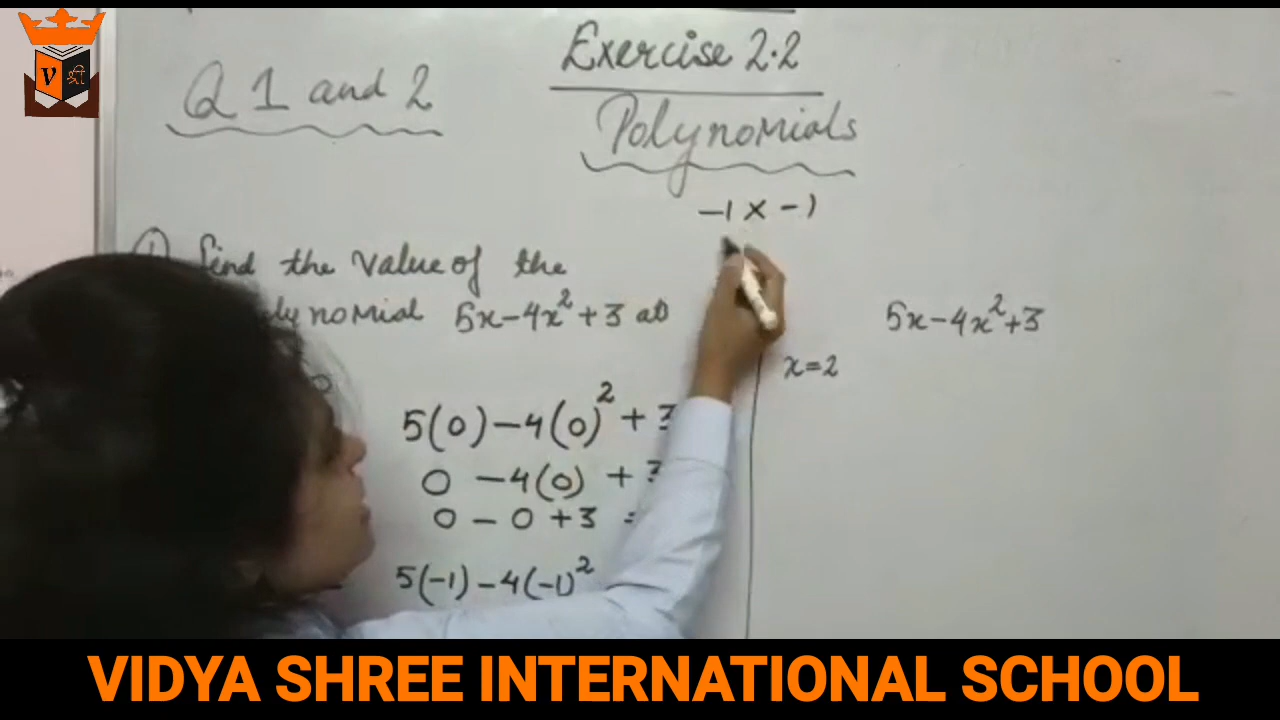 V श्री
Exercise 2.2
Q 1 and 2
Polynomials
-1 x -1
find the value of the
5x-4x²+3 at
5x-4x²+3
x=2
5(0)-4(0)²+3
0 -4(0) +3
0 - 0 +3 =
5(-1)-4(-1)²
VIDYA SHREE INTERNATIONAL SCHOOL